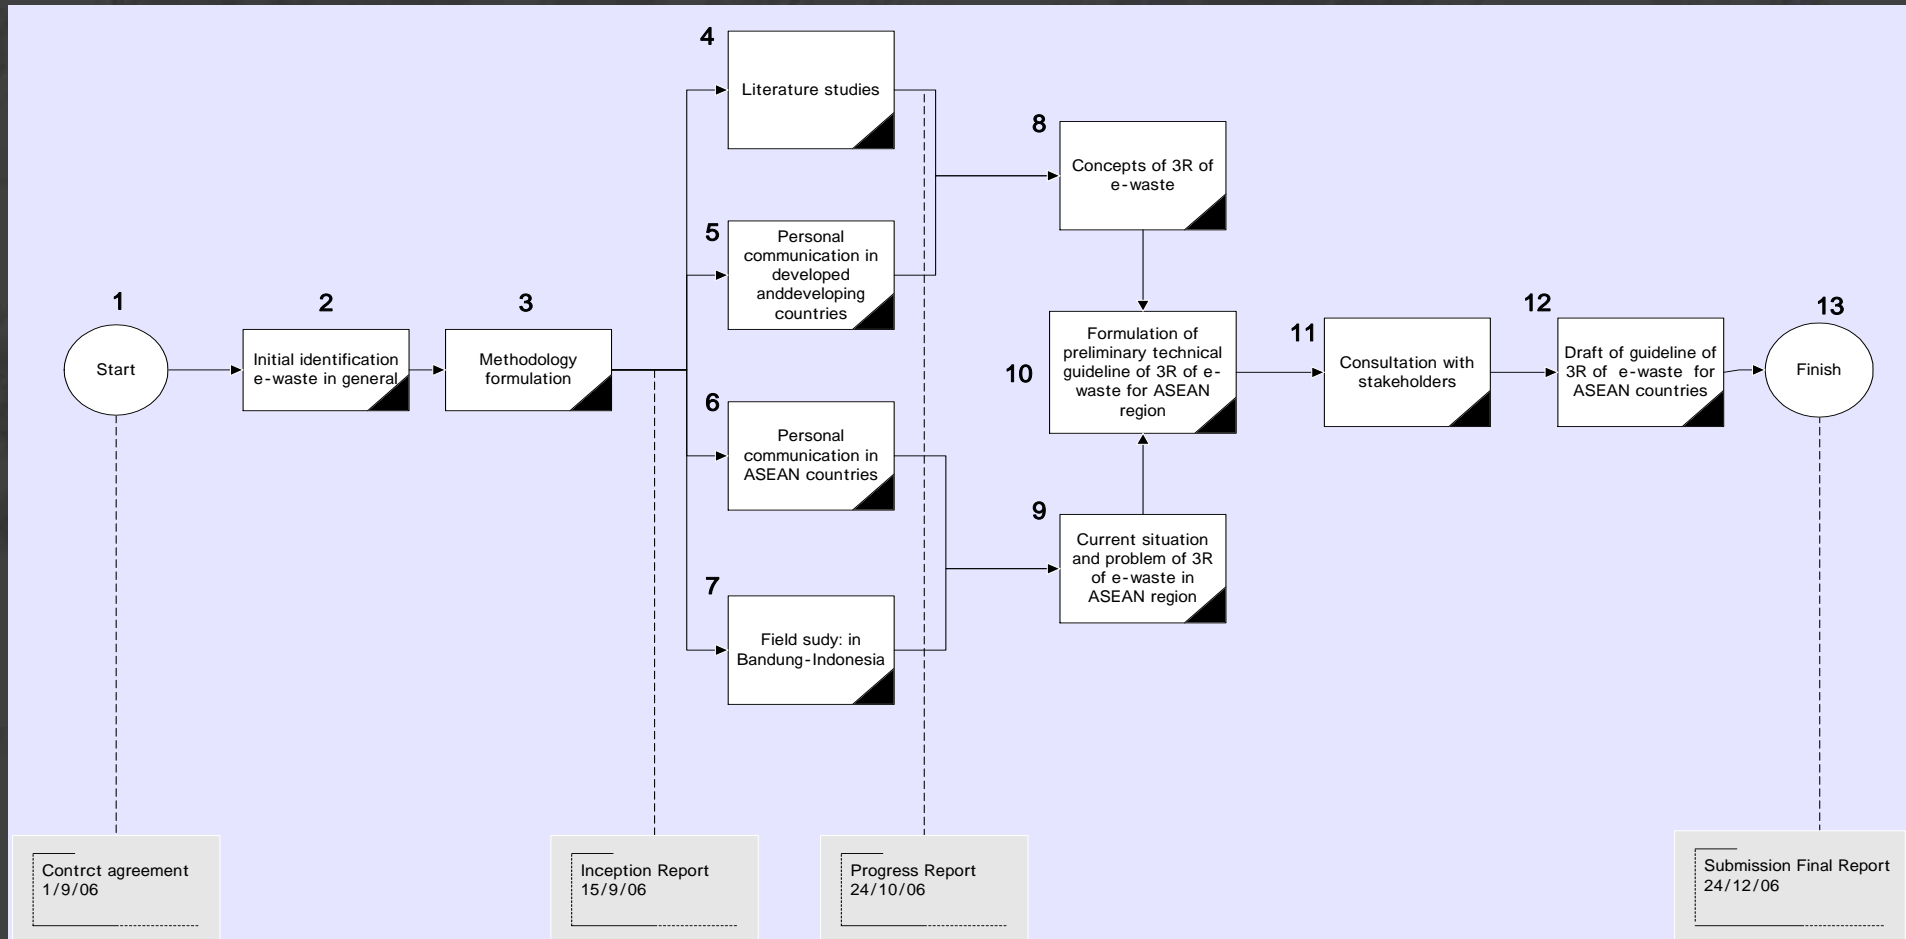 1
Start
2
Initial identification
e-waste in general
3
Methodology
formulation
4
Literature studies
5
Personal
communication in
developed
anddeveloping
countries
6
Personal
communication in
ASEAN countries
7
Field sudy: in
Bandung-Indonesia
8
Concepts of 3R of
e-waste
9
Current situation
and problem of 3R
of e-waste in
ASEAN region
10
Formulation of
preliminary technical
guideline of 3R of e-
waste for ASEAN
region
11
Consultation with
stakeholders
12
Draft of guideline of
3R of e-waste for
ASEAN countries
13
Finish
Contrct agreement
1/9/06
Inception Report
15/9/06
Progress Report
24/10/06
Submission Final Report
24/12/06